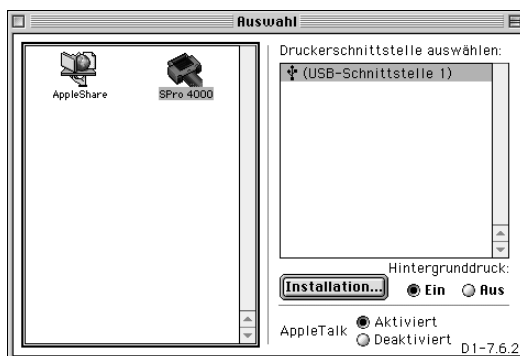 Auswahl
AppleShare
SPro 4000
Druckerschnittstelle auswählen:
(USB-Schnittstelle 1)
Hintergrunddruck:
Installation...
Ein Aus
AppleTalk
Aktiviert
Deaktiviert
D1-7.6.2